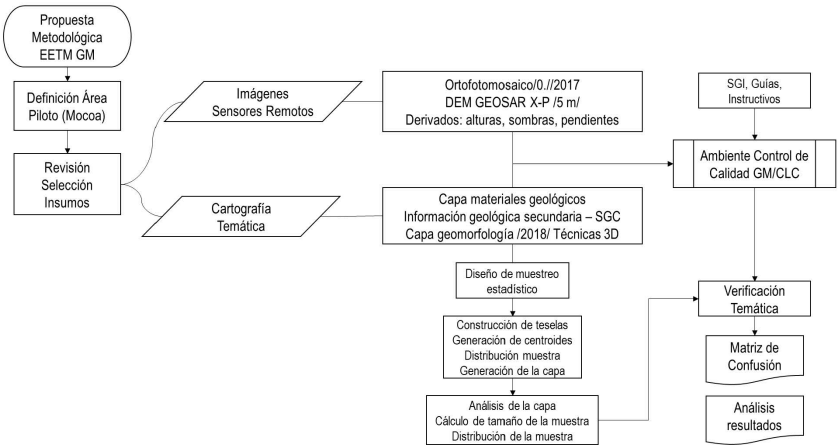 Propuesta
Metodológica
EETM GM
Definición Área
Piloto (Mocoa)
Revisión
Selección
Insumos
Imágenes
Sensores Remotos
Cartografía
Temática
Ortofotomosaico/0.//2017
DEM GEOSAR X-P /5 m/
Derivados: alturas, sombras, pendientes
Capa materiales geológicos
Información geológica secundaria – SGC
Capa geomorfología /2018/ Técnicas 3D
Diseño de muestreo
estadístico
Construcción de teselas
Generación de centroides
Distribución muestra
Generación de la capa
Análisis de la capa
Cálculo de tamaño de la muestra
Distribución de la muestra
SGI, Guías,
Instructivos
Ambiente Control de
Calidad GM/CLC
Verificación
Temática
Matriz de
Confusión
Análisis
resultados